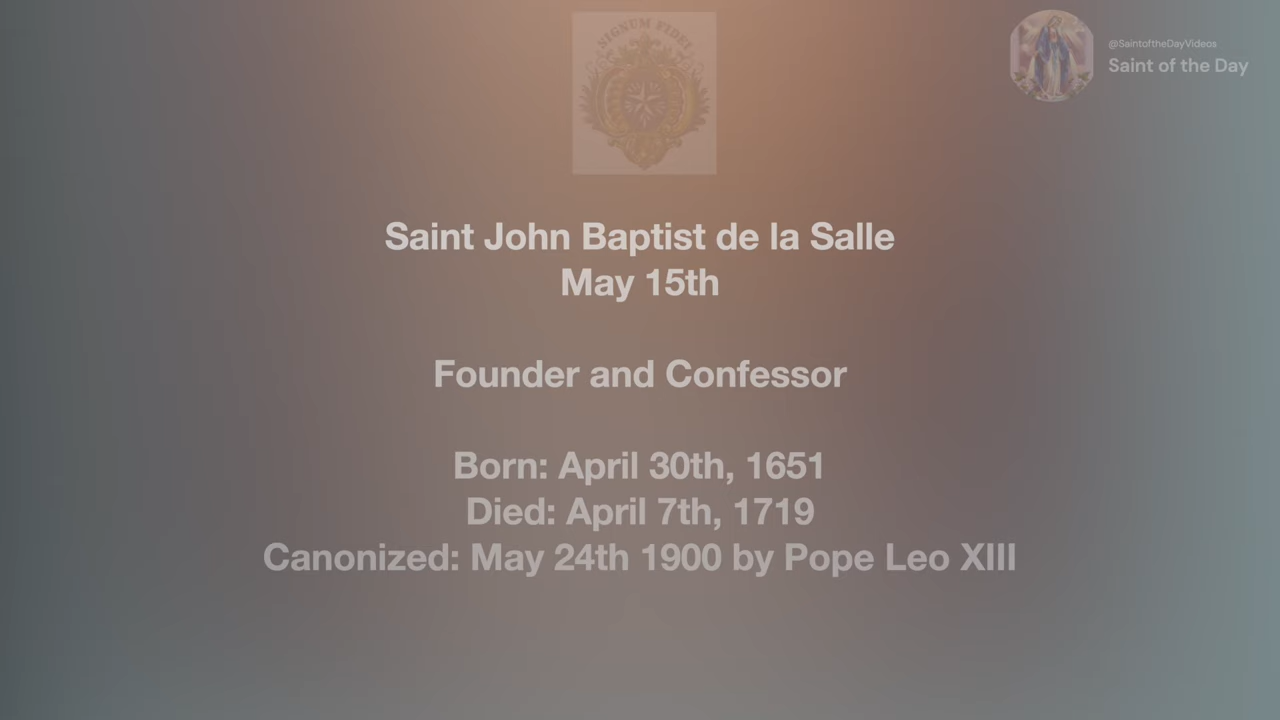 SIGNUM FIDEI
@SaintoftheDayVideos
Saint of the Day
Saint John Baptist de la Salle
May 15th
Founder and Confessor
Born: April 30th, 1651
Died: April 7th, 1719
Canonized: May 24th 1900 by Pope Leo XIII